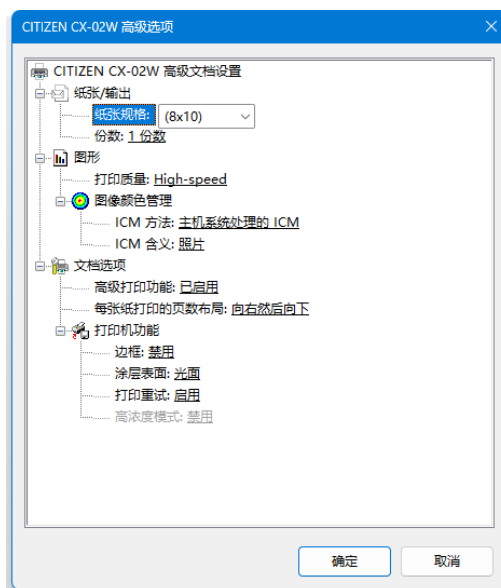 CITIZEN CX-02W 高级选项
CITIZEN CX-02W 高级文档设置
纸张/输出
纸张规格: (8x10)
份数: 1 份数
图形
打印质量: High-speed
图像颜色管理
ICM 方法: 主机系统处理的 ICM
ICM 含义: 照片
文档选项
高级打印功能: 已启用
每张纸打印的页数布局: 向右然后向下
打印机功能
边框: 禁用
涂层表面: 光面
打印重试: 启用
高浓度模式: 禁用
确定 取消